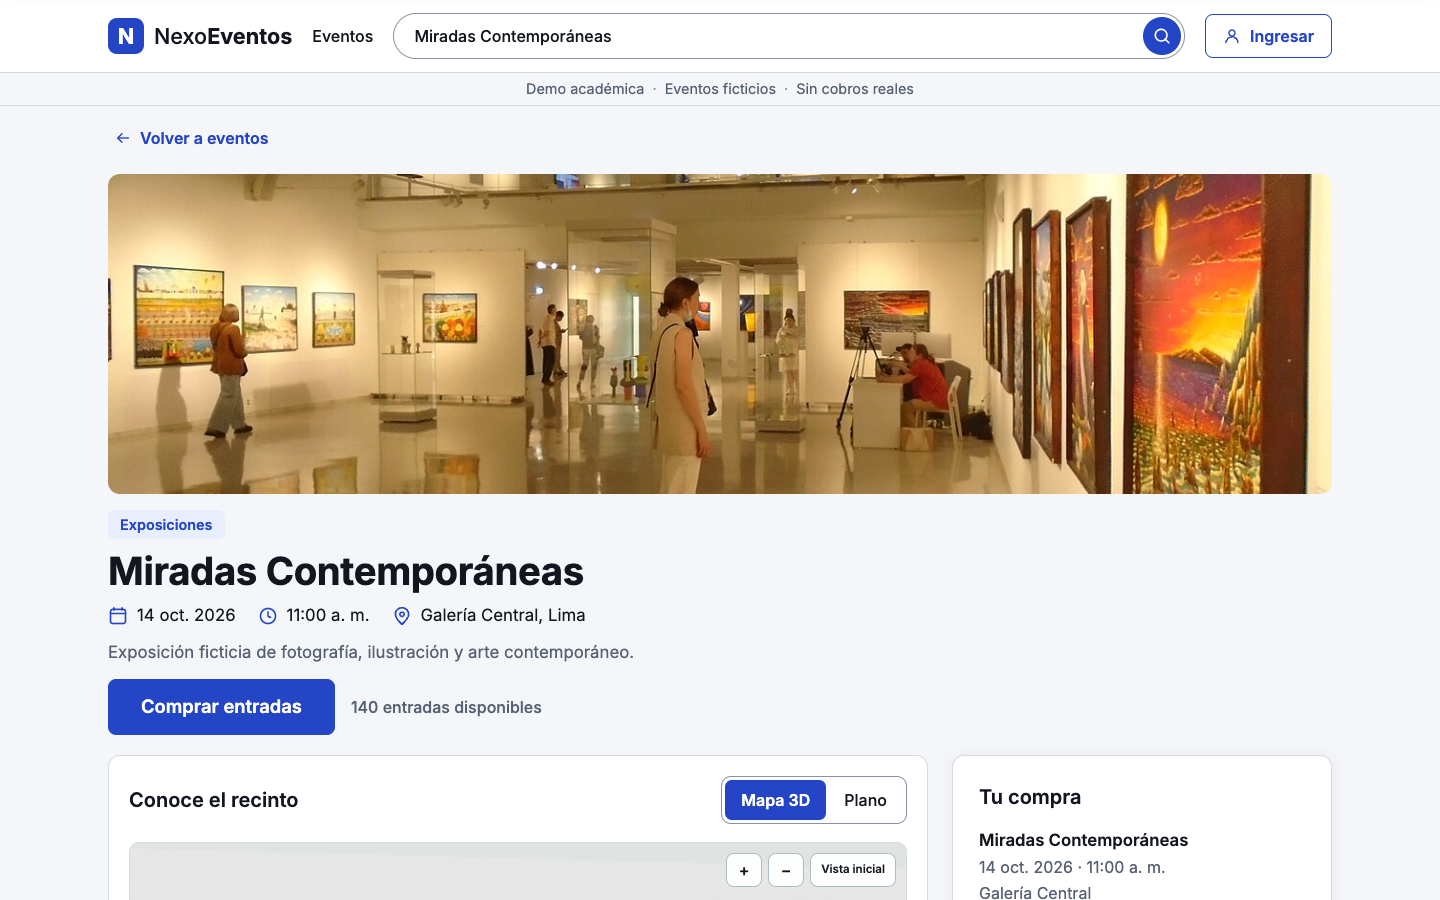 N NexoEventos Eventos Miradas Contemporáneas Ingresar
Demo académica · Eventos ficticios · Sin cobros reales
← Volver a eventos
Exposiciones
Miradas Contemporáneas
14 oct. 2026 11:00 a. m. Galería Central, Lima
Exposición ficticia de fotografía, ilustración y arte contemporáneo.
Comprar entradas 140 entradas disponibles
Conoce el recinto Mapa 3D Plano
+ − Vista inicial
Tu compra
Miradas Contemporáneas
14 oct. 2026 · 11:00 a. m.
Galería Central